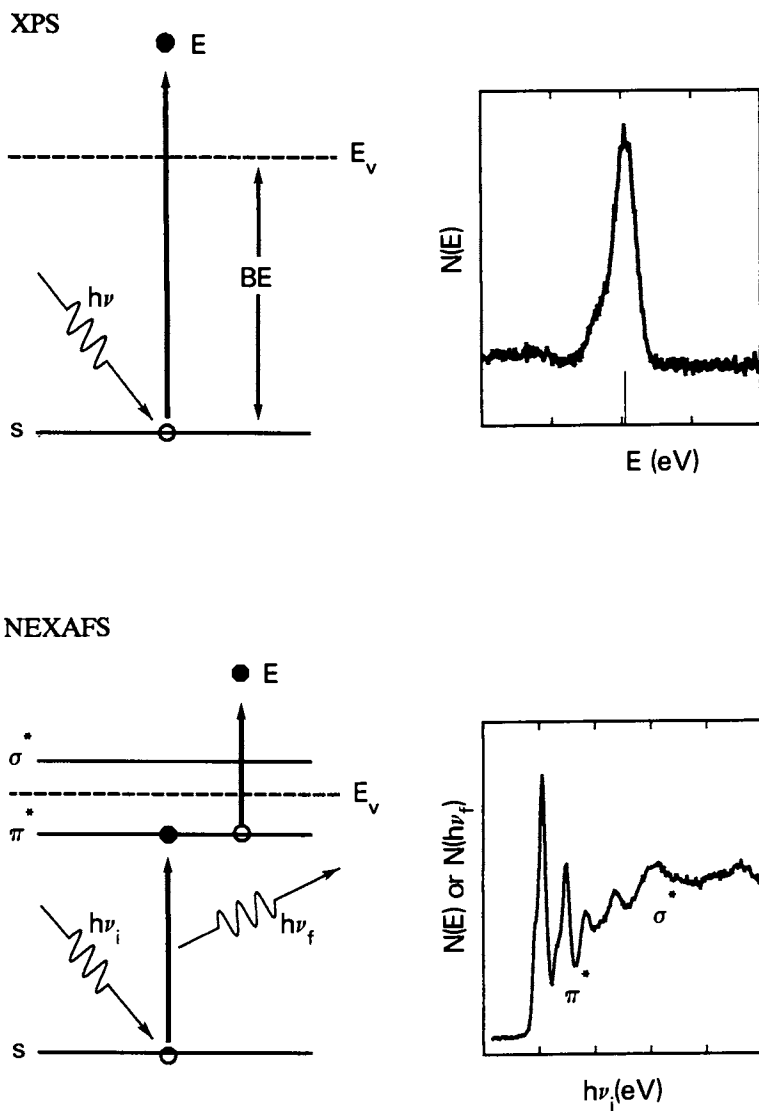 XPS
E
E_v
BE
hν
s
N(E)
E (eV)
NEXAFS
E
σ*
E_v
π*
hν_i
hν_f
s
N(E) or N(hν_f)
π*
σ*
hν_i(eV)